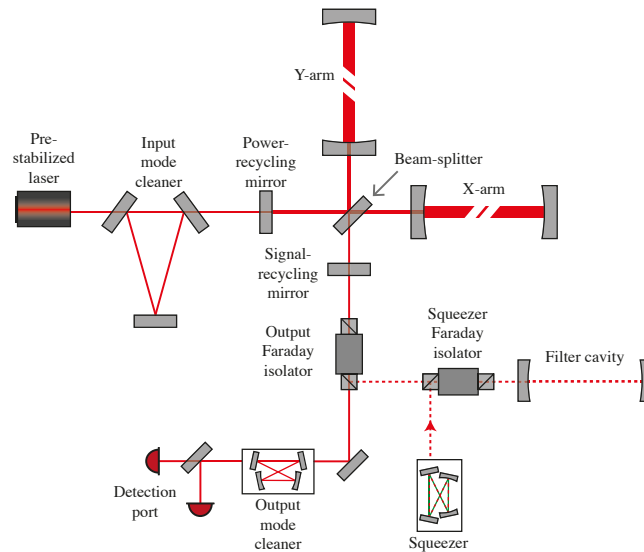 Y-arm
Pre-
stabilized
laser
Input
mode
cleaner
Power-
recycling
mirror
Beam-splitter
X-arm
Signal-
recycling
mirror
Output
Faraday
isolator
Squeezer
Faraday
isolator
Filter cavity
Detection
port
Output
mode
cleaner
Squeezer